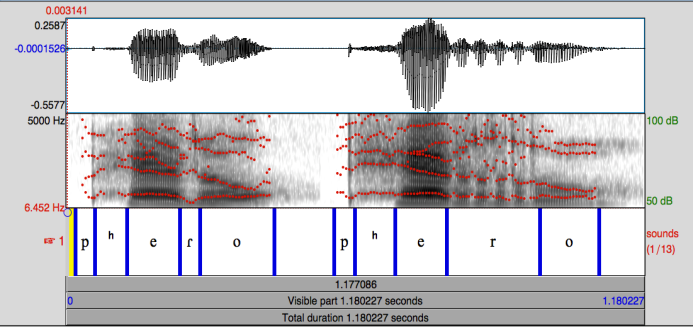 0.003141
0.2587
-0.0001526
-0.5577
5000 Hz 100 dB
6.452 Hz 50 dB
☞ 1 p ʰ e ɾ o p ʰ e r o sounds
(1/13)
1.177086
0 Visible part 1.180227 seconds 1.180227
Total duration 1.180227 seconds